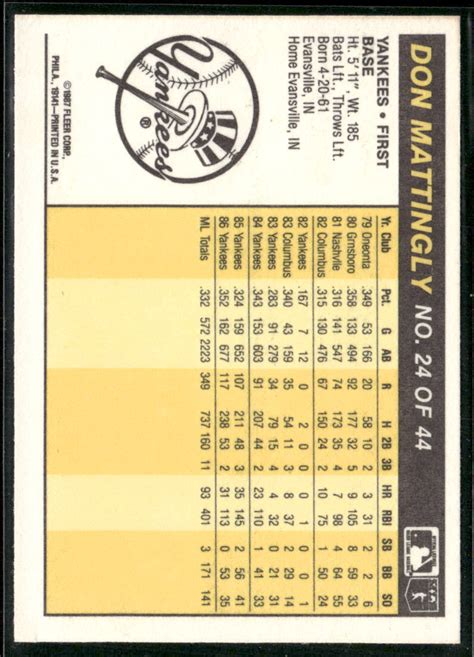 DON MATTINGLY NO. 24 OF 44
YANKEES • FIRST
BASE
Ht. 5' 11", Wt. 185
Bats Lft., Throws Lft.
Born 4-20-61
Evansville, IN
Home Evansville, IN
Yankees ®
©1987 FLEER CORP.
PHILA., 19141—PRINTED IN U.S.A.
Yr. Club Pct. G AB R H 2B 3B HR RBI SB BB SO
79 Oneonta .349 53 166 20 58 10 2 3 31 2 6
80 Grnsboro .358 133 494 92 177 32 5 9 105 8 59 33
81 Nashville .316 141 547 74 7 98 4
82 Columbus .315 130 476 67 150 24 2 10 75 1 50 24
82 Yankees .167 7 12 0 2 0 0 0 1 0 0 1
83 Columbus .340 43 159 35 54 11 3 8 37 2 29 14
83 Yankees .283 91 279 34 79 15 4 4 32 0 21 31
84 Yankees .343 153 603 91 207 44 2 23 110 1 41 33
85 Yankees .324 159 652 107 211 48 3 35 145 2 56 41
86 Yankees .352 162 677 117 238 53 2 31 113 0 53 35
ML Totals .332 572 2223 349 737 160 11 93 401 3 171 141